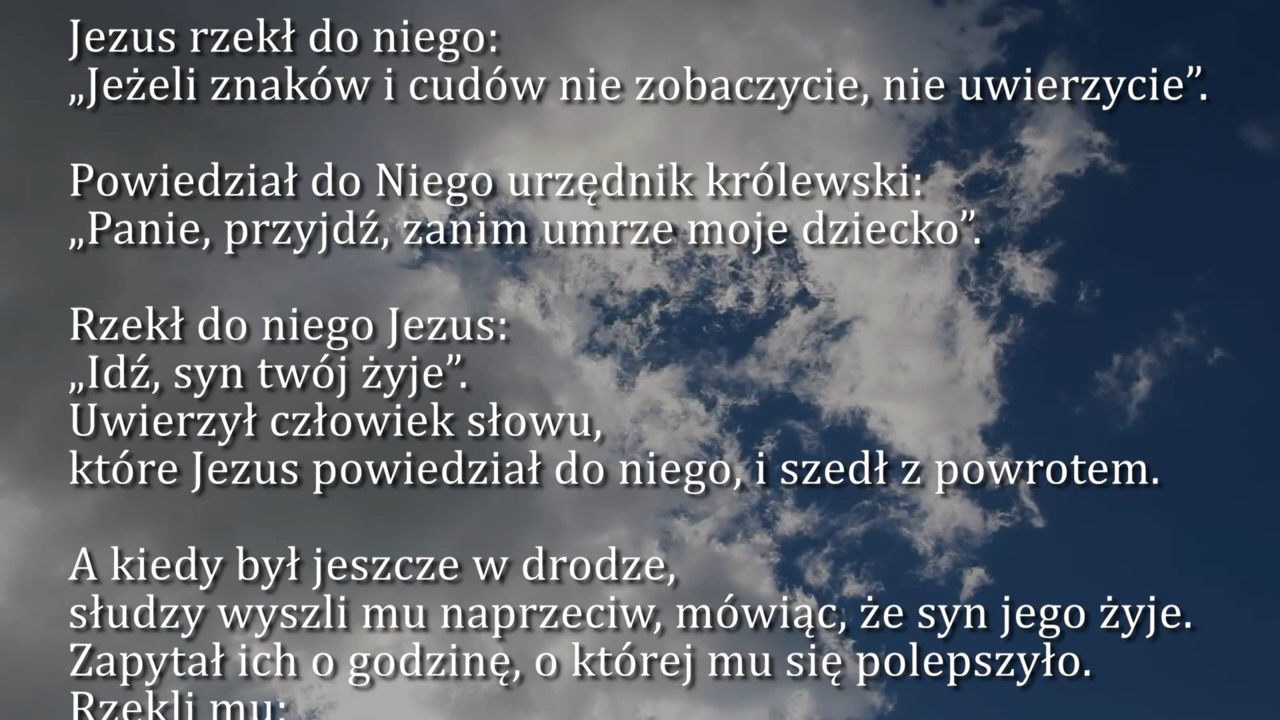 Jezus rzekł do niego:
„Jeżeli znaków i cudów nie zobaczycie, nie uwierzycie”.
Powiedział do Niego urzędnik królewski:
„Panie, przyjdź, zanim umrze moje dziecko”.
Rzekł do niego Jezus:
„Idź, syn twój żyje”.
Uwierzył człowiek słowu,
które Jezus powiedział do niego, i szedł z powrotem.
A kiedy był jeszcze w drodze,
słudzy wyszli mu naprzeciw, mówiąc, że syn jego żyje.
Zapytał ich o godzinę, o której mu się polepszyło.
Rzekli mu: